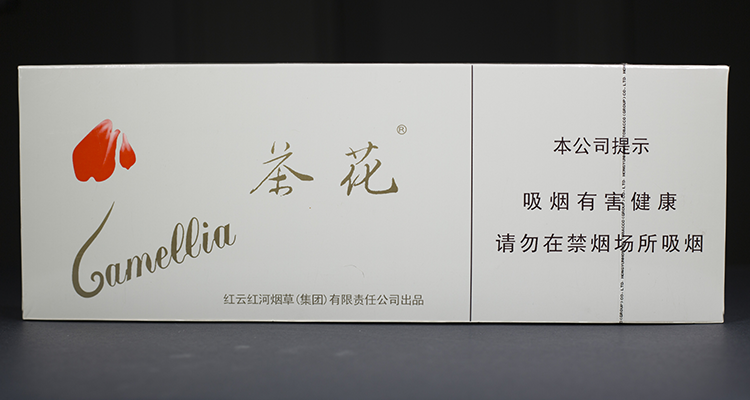 茶花®
Camellia
红云红河烟草(集团)有限责任公司出品
本公司提示
吸烟有害健康
请勿在禁烟场所吸烟